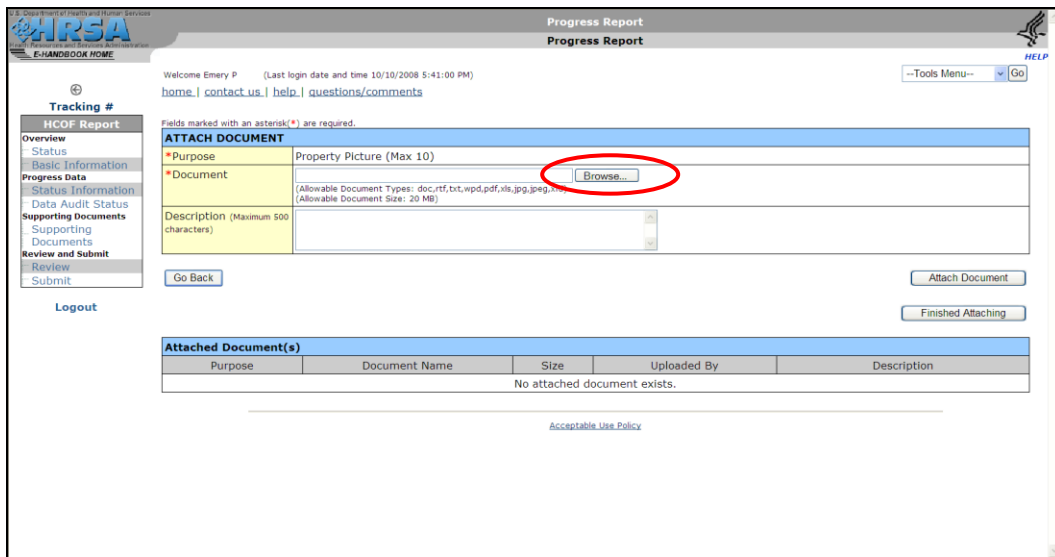 U.S. Department of Health and Human Services
HRSA
Health Resources and Services Administration
E-HANDBOOK HOME
Progress Report
Progress Report
HELP
Welcome Emery P (Last login date and time 10/10/2008 5:41:00 PM)
--Tools Menu--
Go
home | contact us | help | questions/comments
Tracking #
HCOF Report
Overview
Status
Basic Information
Progress Data
Status Information
Data Audit Status
Supporting Documents
Supporting
Documents
Review and Submit
Review
Submit
Logout
Fields marked with an asterisk(*) are required.
ATTACH DOCUMENT
*Purpose
Property Picture (Max 10)
*Document
Browse...
(Allowable Document Types: doc,rtf,txt,wpd,pdf,xls,jpg,jpeg,
(Allowable Document Size: 20 MB)
Description (Maximum 500
characters)
Go Back
Attach Document
Finished Attaching
Attached Document(s)
Purpose Document Name Size Uploaded By Description
No attached document exists.
Acceptable Use Policy